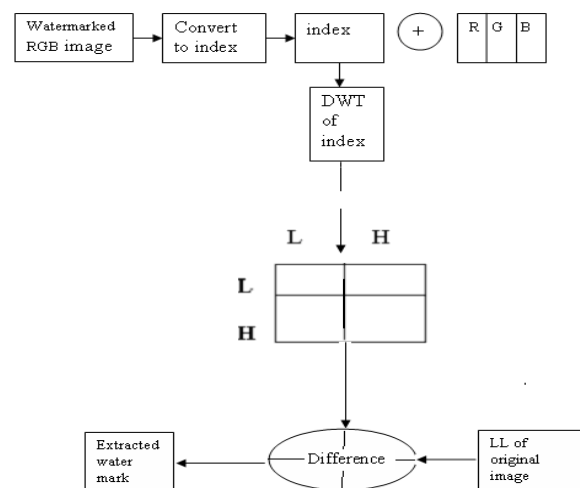 Watermarked
RGB image
Convert
to index
index
+
R G B
DWT
of
index
L H
L
H
Extracted
water
mark
Difference
LL of
original
image